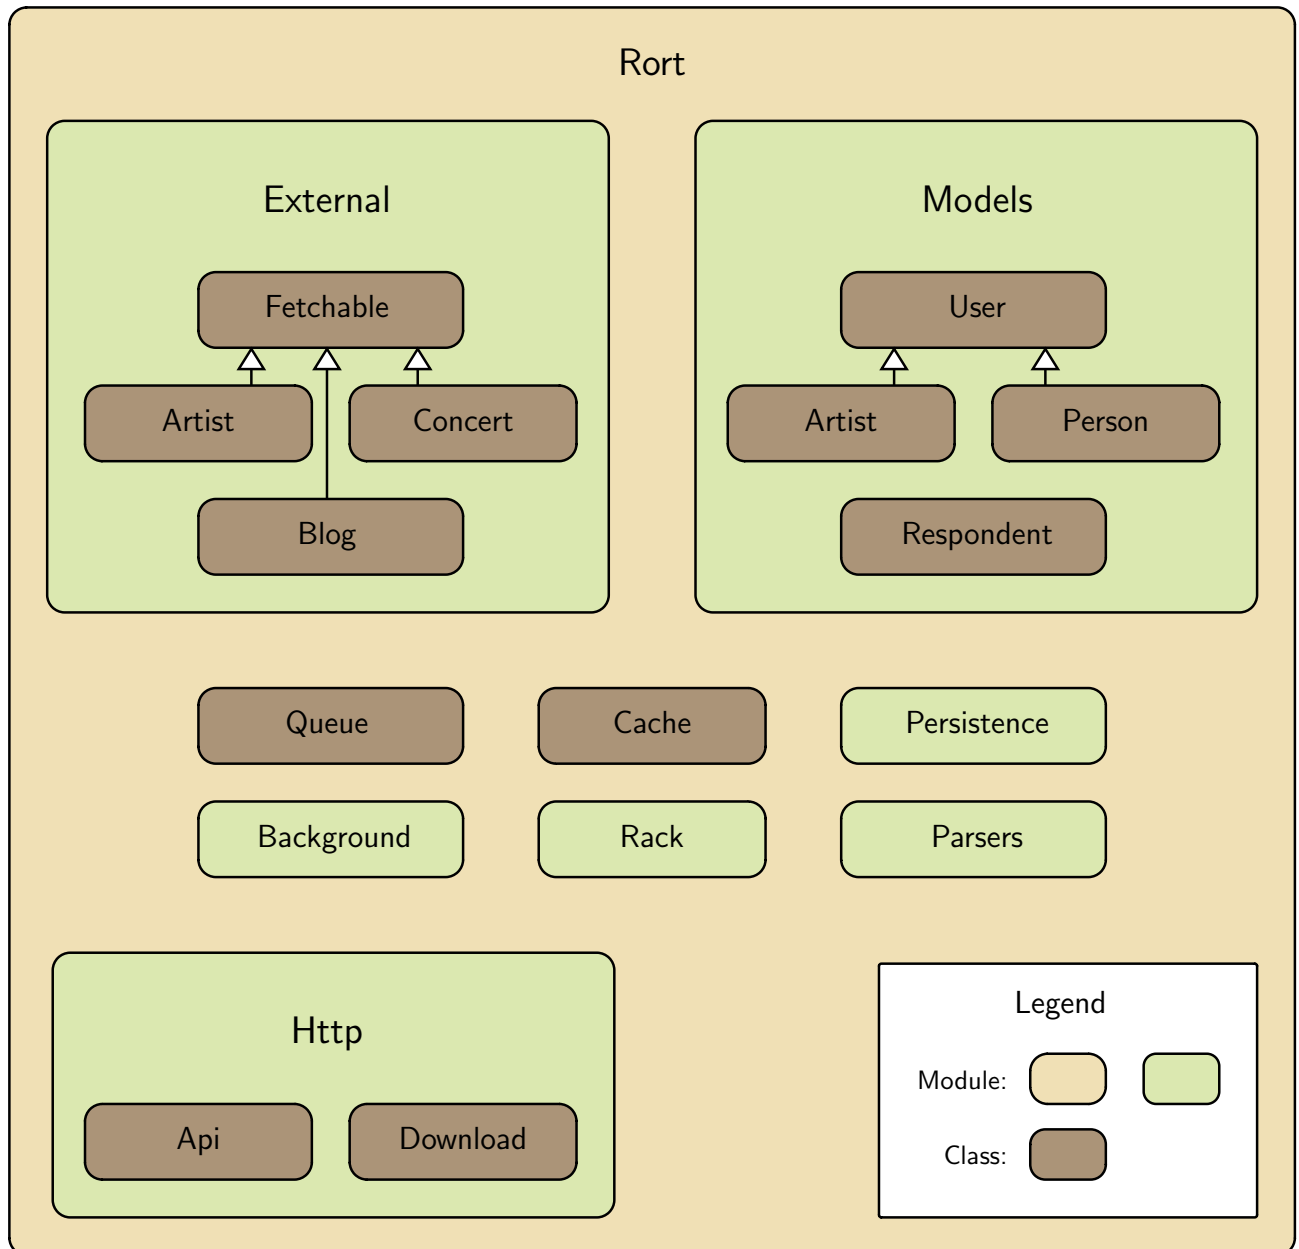 Rort
External
Models
Fetchable
User
Artist
Concert
Artist
Person
Blog
Respondent
Queue
Cache
Persistence
Background
Rack
Parsers
Http
Api
Download
Legend
Module:
Class: